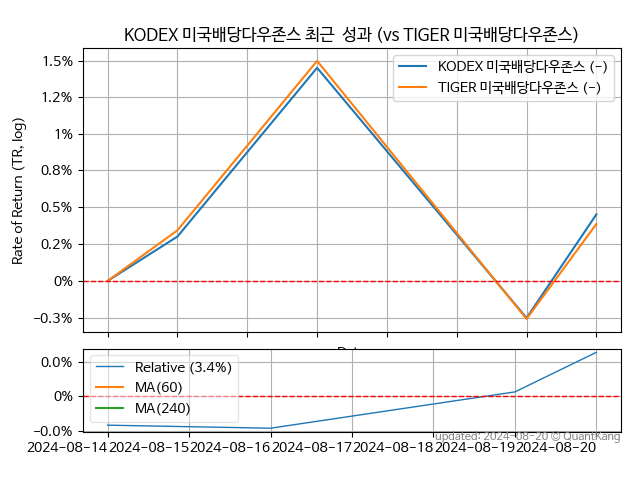 KODEX 미국배당다우존스 최근  성과 (vs TIGER 미국배당다우존스)
KODEX 미국배당다우존스 (-)
TIGER 미국배당다우존스 (-)
Rate of Return (TR, log)
1.5%
1.2%
1%
0.8%
0.5%
0.2%
0%
−0.3%
0.0%
0%
−0.0%
Relative (3.4%)
MA(60)
MA(240)
updated: 2024-08-20 © QuantKang
2024-08-14 2024-08-15 2024-08-16 2024-08-17 2024-08-18 2024-08-19 2024-08-20